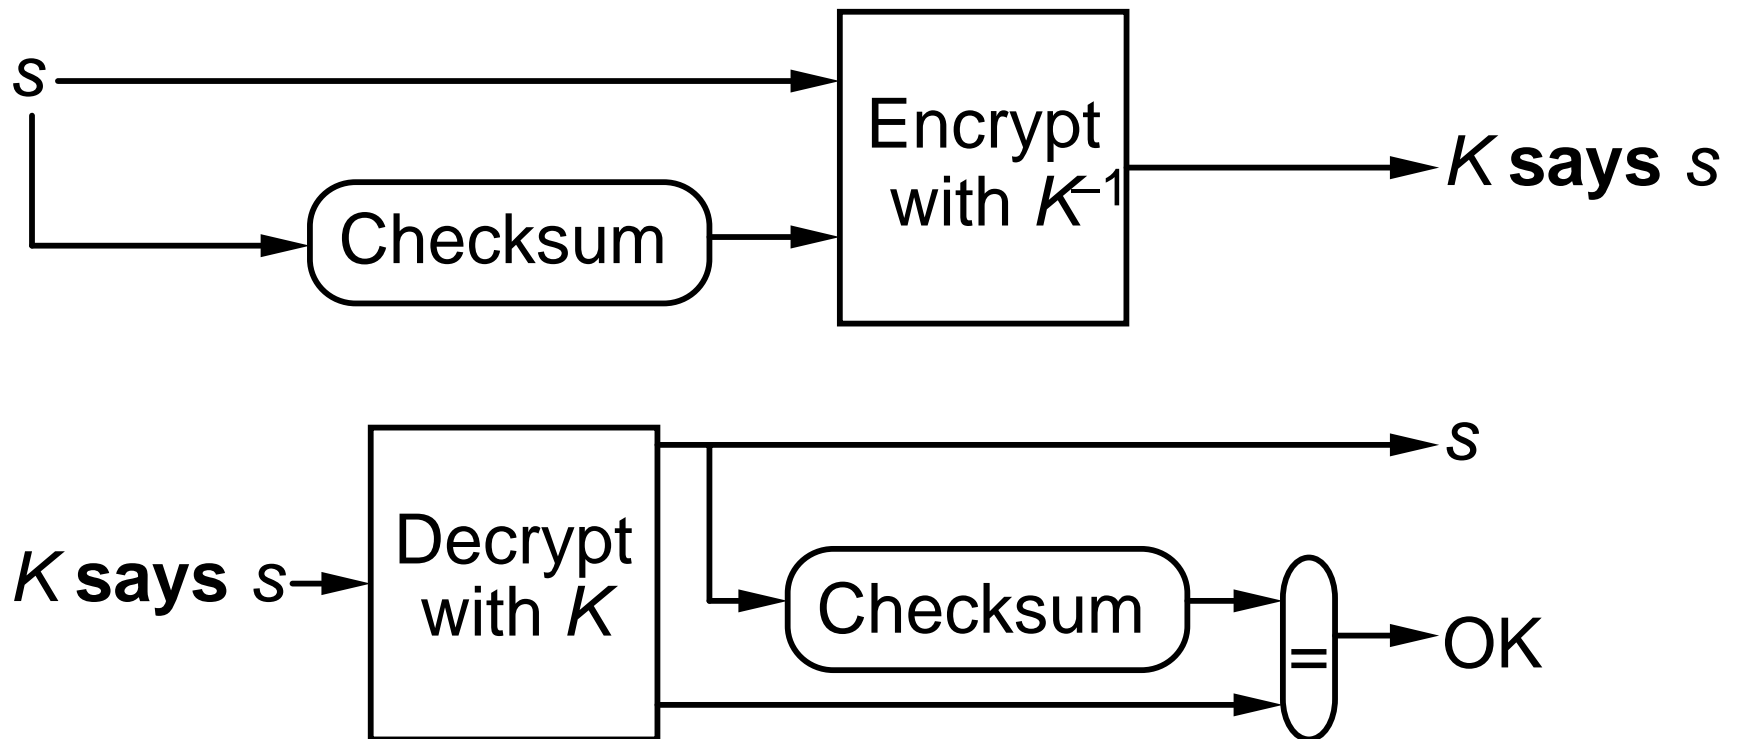 s
Encrypt
with K⁻¹
K says s
Checksum
s
Decrypt
with K
K says s
Checksum
=
OK